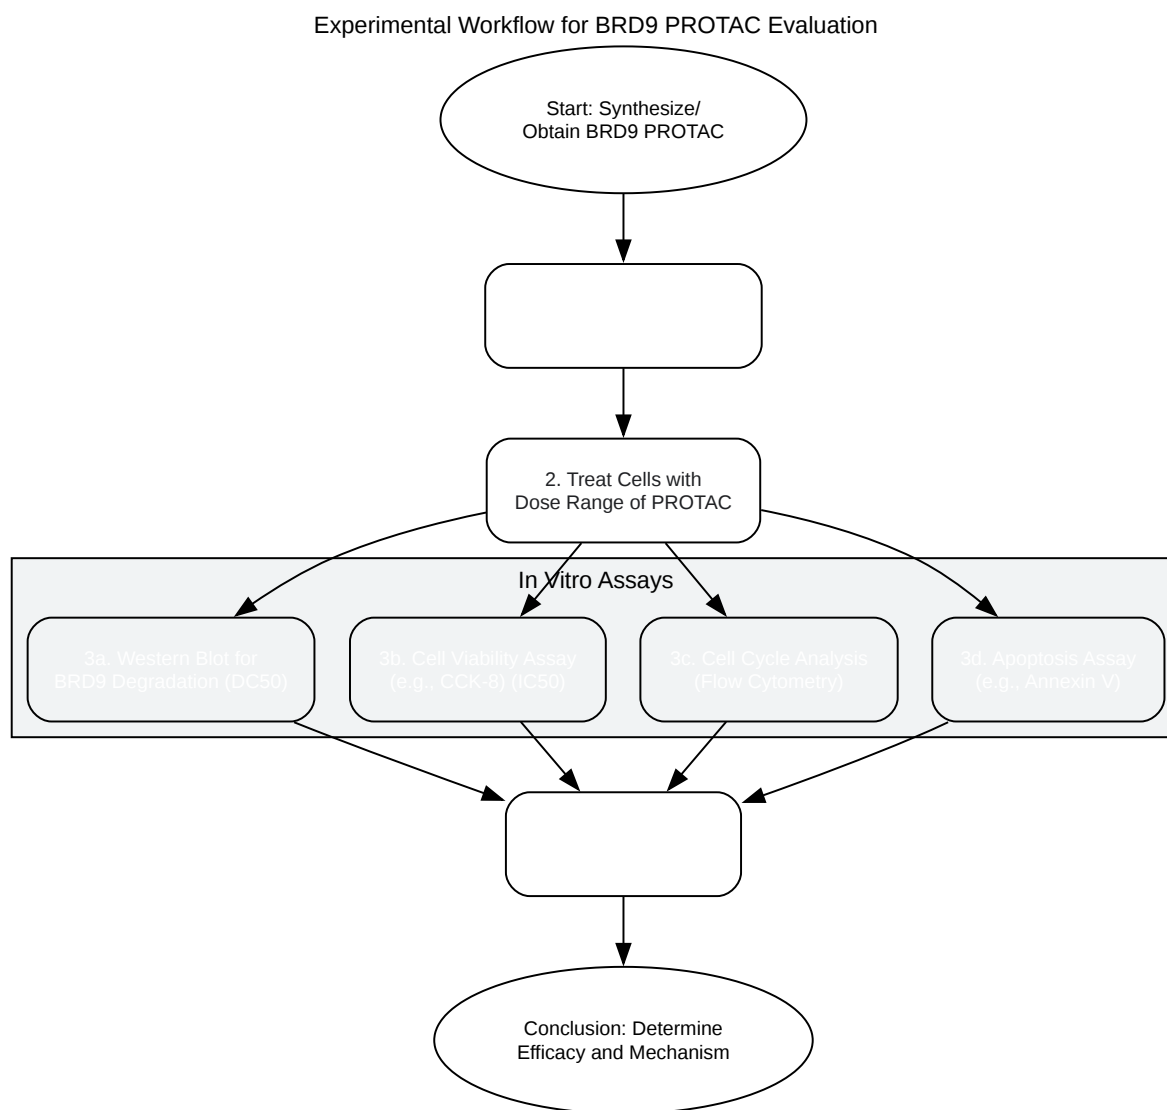 Experimental Workflow for BRD9 PROTAC Evaluation
Start: Synthesize/
Obtain BRD9 PROTAC
2. Treat Cells with
Dose Range of PROTAC
In Vitro Assays
3a. Western Blot for
BRD9 Degradation (DC50)
3b. Cell Viability Assay
(e.g., CCK-8) (IC50)
3c. Cell Cycle Analysis
(Flow Cytometry)
3d. Apoptosis Assay
(e.g., Annexin V)
Conclusion: Determine
Efficacy and Mechanism